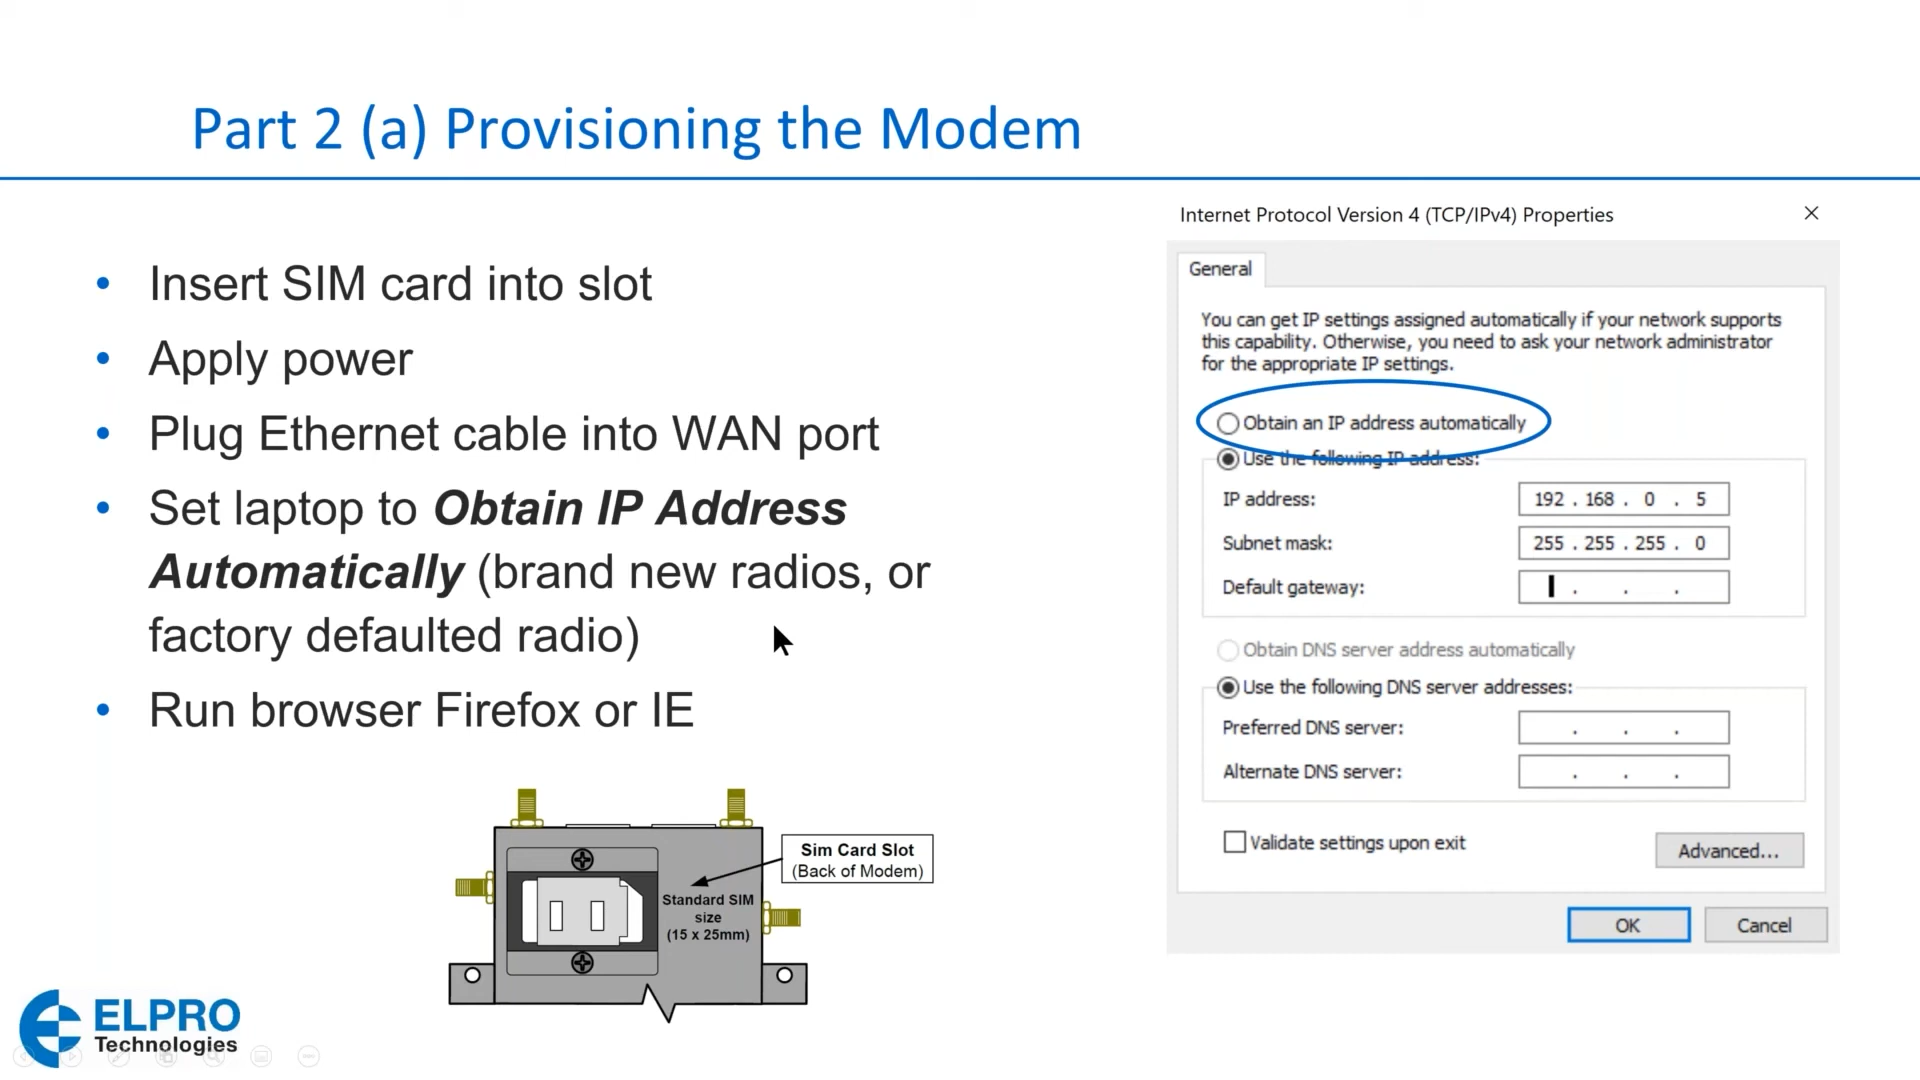 Part 2 (a) Provisioning the Modem
• Insert SIM card into slot
• Apply power
• Plug Ethernet cable into WAN port
• Set laptop to Obtain IP Address
Automatically (brand new radios, or
factory defaulted radio)
• Run browser Firefox or IE
Sim Card Slot
(Back of Modem)
Standard SIM
size
(15 x 25mm)
ELPRO
Technologies
Internet Protocol Version 4 (TCP/IPv4) Properties
General
You can get IP settings assigned automatically if your network supports
this capability. Otherwise, you need to ask your network administrator
for the appropriate IP settings.
Obtain an IP address automatically
Use the following IP address:
IP address: 192 . 168 . 0 . 5
Subnet mask: 255 . 255 . 255 . 0
Default gateway: . . .
Obtain DNS server address automatically
Use the following DNS server addresses:
Preferred DNS server: . . .
Alternate DNS server: . . .
Validate settings upon exit
Advanced...
OK Cancel